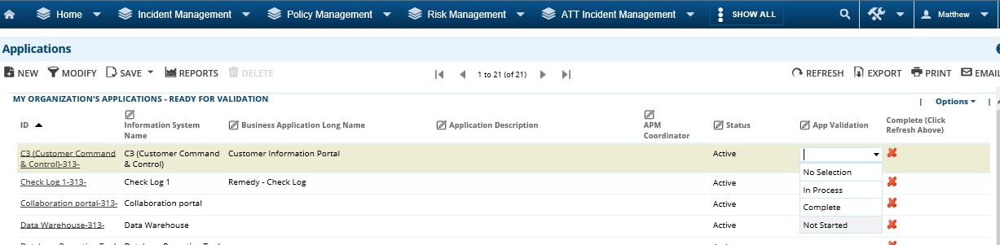 Home Incident Management Policy Management Risk Management ATT Incident Management SHOW ALL Matthew
Applications
NEW MODIFY SAVE REPORTS DELETE 1 to 21 (of 21) REFRESH EXPORT PRINT EMAIL
MY ORGANIZATION'S APPLICATIONS - READY FOR VALIDATION | Options |
ID Information System Name Business Application Long Name Application Description APM Coordinator Status App Validation Complete (Click Refresh Above)
C3 (Customer Command & Control)-313- C3 (Customer Command & Control) Customer Information Portal Active
No Selection
Check Log 1-313- Check Log 1 Remedy - Check Log Active
In Process
Collaboration portal-313- Collaboration portal Active
Complete
Data Warehouse-313- Data Warehouse Active
Not Started